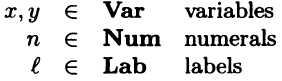 x, y ∈ Var variables
n ∈ Num numerals
ℓ ∈ Lab labels